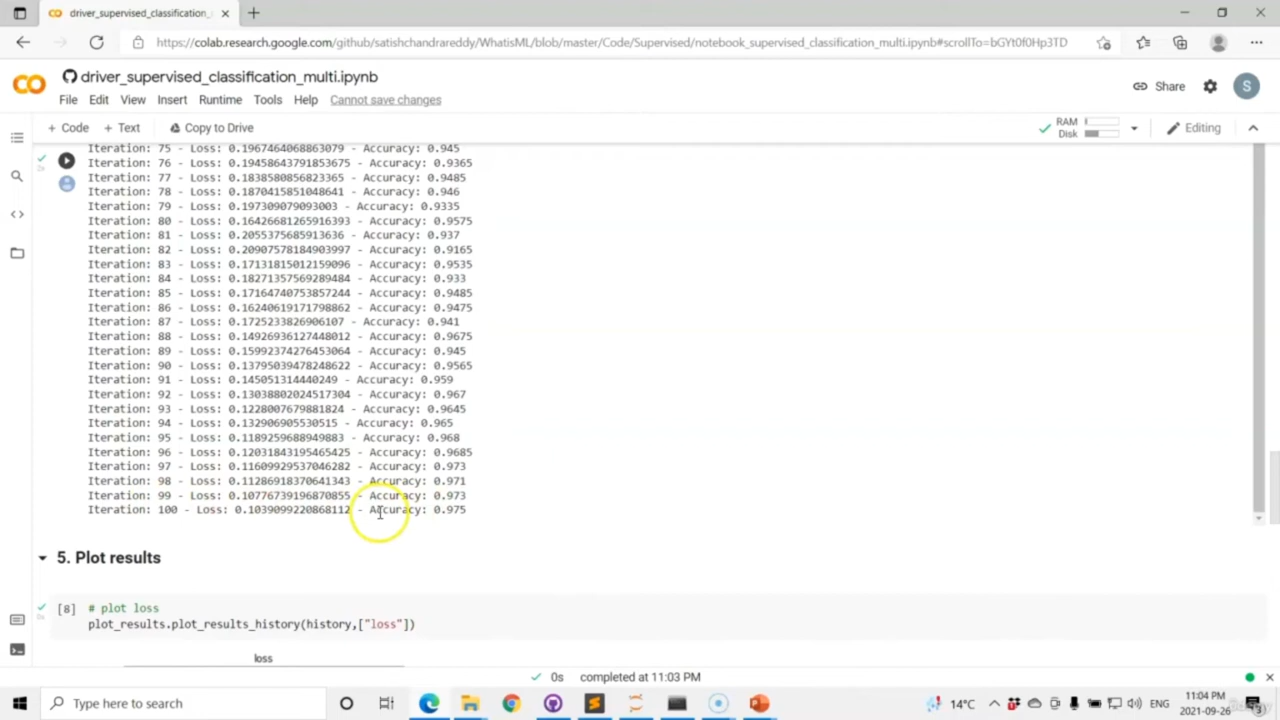 driver_supervised_classification_
https://colab.research.google.com/github/satishchandrareddy/WhatisML/blob/master/Code/Supervised/notebook_supervised_classification_multi.ipynb#scrollTo=bGYt0f0Hp3TD
driver_supervised_classification_multi.ipynb
Share
S
File Edit View Insert Runtime Tools Help Cannot save changes
+ Code + Text Copy to Drive
RAM
Disk
Editing
Iteration: 75 - Loss: 0.1967464068863079 - Accuracy: 0.945
Iteration: 76 - Loss: 0.19458643791853675 - Accuracy: 0.9365
Iteration: 77 - Loss: 0.1838580856823365 - Accuracy: 0.9485
Iteration: 78 - Loss: 0.1870415851048641 - Accuracy: 0.946
Iteration: 79 - Loss: 0.197309079093003 - Accuracy: 0.9335
Iteration: 80 - Loss: 0.16426681265916393 - Accuracy: 0.9575
Iteration: 81 - Loss: 0.2055375685913636 - Accuracy: 0.937
Iteration: 82 - Loss: 0.209075784184903997 - Accuracy: 0.9165
Iteration: 83 - Loss: 0.17131815012159096 - Accuracy: 0.9535
Iteration: 84 - Loss: 0.18271357569289484 - Accuracy: 0.933
Iteration: 85 - Loss: 0.17164740753857244 - Accuracy: 0.9485
Iteration: 86 - Loss: 0.16240619171798862 - Accuracy: 0.9475
Iteration: 87 - Loss: 0.1725233826906107 - Accuracy: 0.941
Iteration: 88 - Loss: 0.14926936127448012 - Accuracy: 0.9675
Iteration: 89 - Loss: 0.15992374276453064 - Accuracy: 0.945
Iteration: 90 - Loss: 0.13795039478248622 - Accuracy: 0.9565
Iteration: 91 - Loss: 0.145051314440249 - Accuracy: 0.959
Iteration: 92 - Loss: 0.13038802024517304 - Accuracy: 0.967
Iteration: 93 - Loss: 0.1228007679881824 - Accuracy: 0.9645
Iteration: 94 - Loss: 0.132906905530515 - Accuracy: 0.965
Iteration: 95 - Loss: 0.1189259688949883 - Accuracy: 0.968
Iteration: 96 - Loss: 0.12031843195465425 - Accuracy: 0.9685
Iteration: 97 - Loss: 0.11609929537046282 - Accuracy: 0.973
Iteration: 98 - Loss: 0.11286918370641343 - Accuracy: 0.971
Iteration: 99 - Loss: 0.10776739196870855 - Accuracy: 0.973
Iteration: 100 - Loss: 0.1039099220868112 - Accuracy: 0.975
5. Plot results
[8] # plot loss
plot_results.plot_results_history(history,["loss"])
loss
0s completed at 11:03 PM
Type here to search
14°C
ENG
11:04 PM
2021-09-26